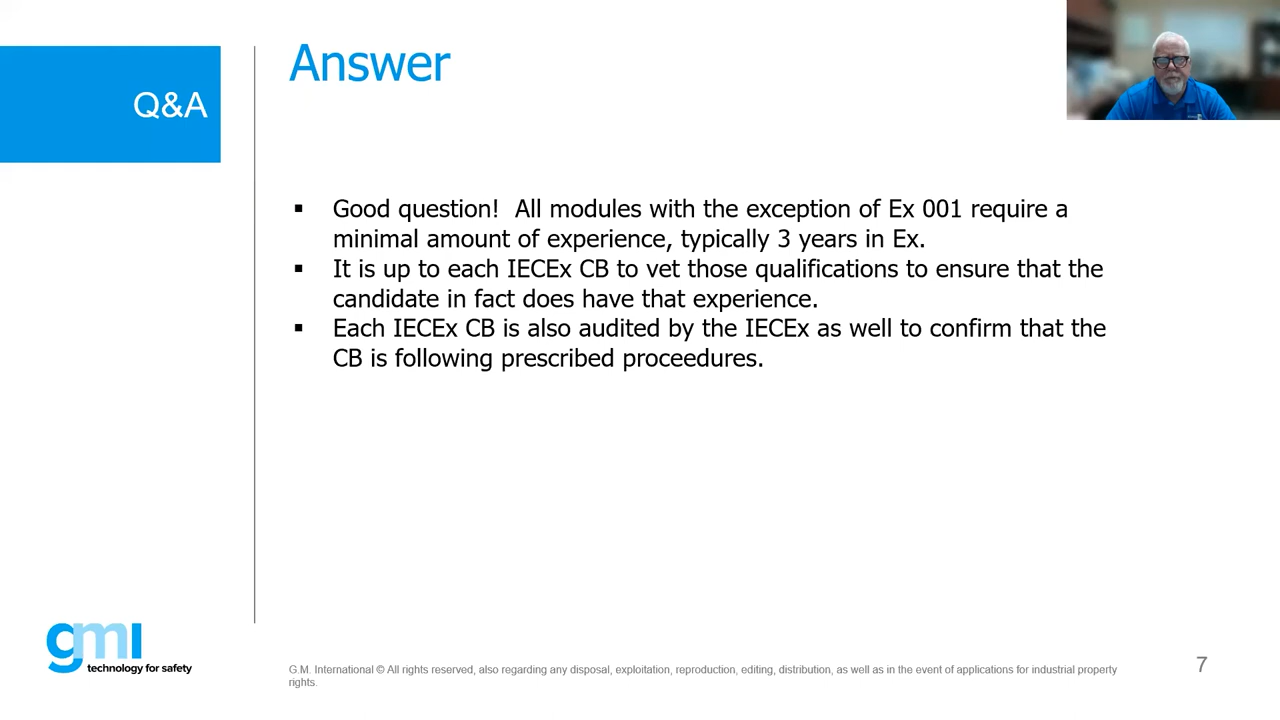 Answer
Q&A
▪ Good question!  All modules with the exception of Ex 001 require a
minimal amount of experience, typically 3 years in Ex.
▪ It is up to each IECEx CB to vet those qualifications to ensure that the
candidate in fact does have that experience.
▪ Each IECEx CB is also audited by the IECEx as well to confirm that the
CB is following prescribed proceedures.
gmi
technology for safety
G.M. International © All rights reserved, also regarding any disposal, exploitation, reproduction, editing, distribution, as well as in the event of applications for industrial property
rights.
7